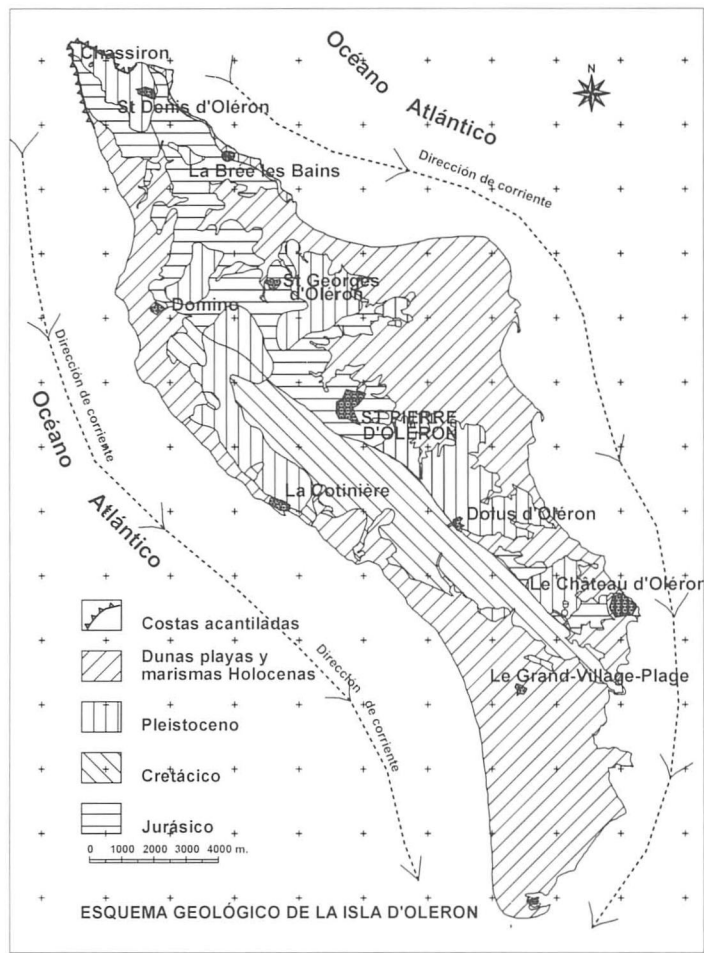 Chassiron
St Denis d'Oléron
La Brée les Bains
Océano
Atlántico
N
Dirección de corriente
St Georges
d'Oléron
Domino
ST PIERRE
D'OLERON
Dirección de corriente
Océano
Atlántico
La Cotinière
Dolus d'Oléron
Le Château d'Oléron
Le Grand-Village-Plage
Dirección de corriente
Costas acantiladas
Dunas playas y
marismas Holocenas
Pleistoceno
Cretácico
Jurásico
0 1000 2000 3000 4000 m.
ESQUEMA GEOLÓGICO DE LA ISLA D'OLERON